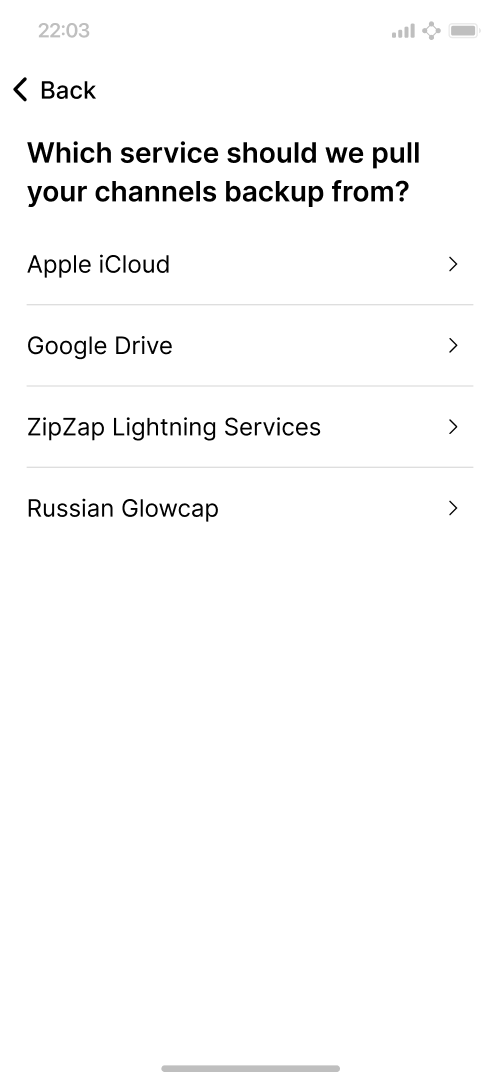 22:03
Back
Which service should we pull
your channels backup from?
Apple iCloud
Google Drive
ZipZap Lightning Services
Russian Glowcap